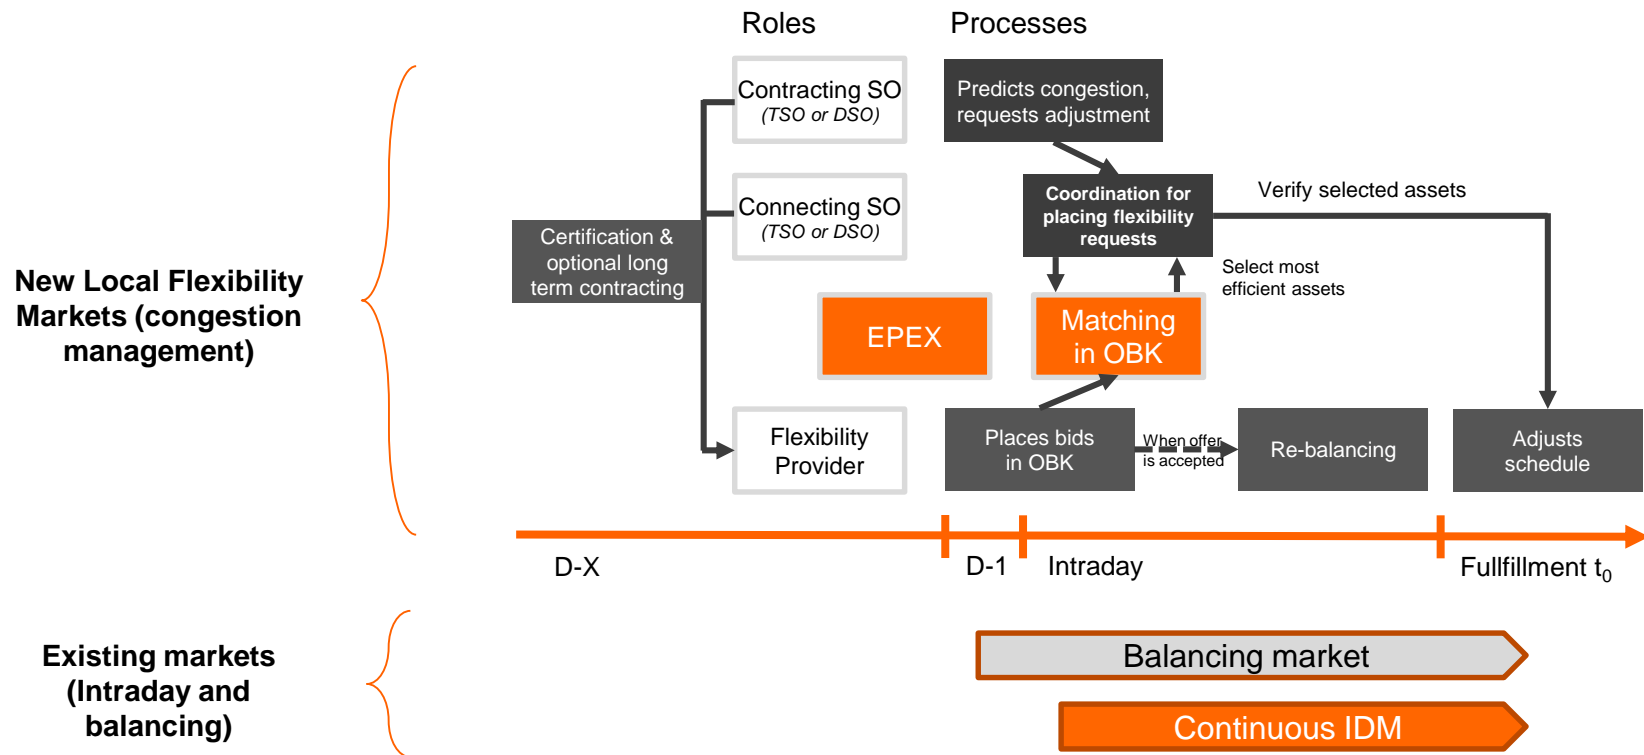 Roles
Processes
Contracting SO
(TSO or DSO)
Predicts congestion,
requests adjustment
Connecting SO
(TSO or DSO)
Coordination for
placing flexibility
requests
Verify selected assets
Certification &
optional long
term contracting
Select most
efficient assets
New Local Flexibility
Markets (congestion
management)
EPEX
Matching
in OBK
Flexibility
Provider
Places bids
in OBK
When offer
is accepted
Re-balancing
Adjusts
schedule
D-X
D-1
Intraday
Fullfillment t0
Existing markets
(Intraday and
balancing)
Balancing market
Continuous IDM